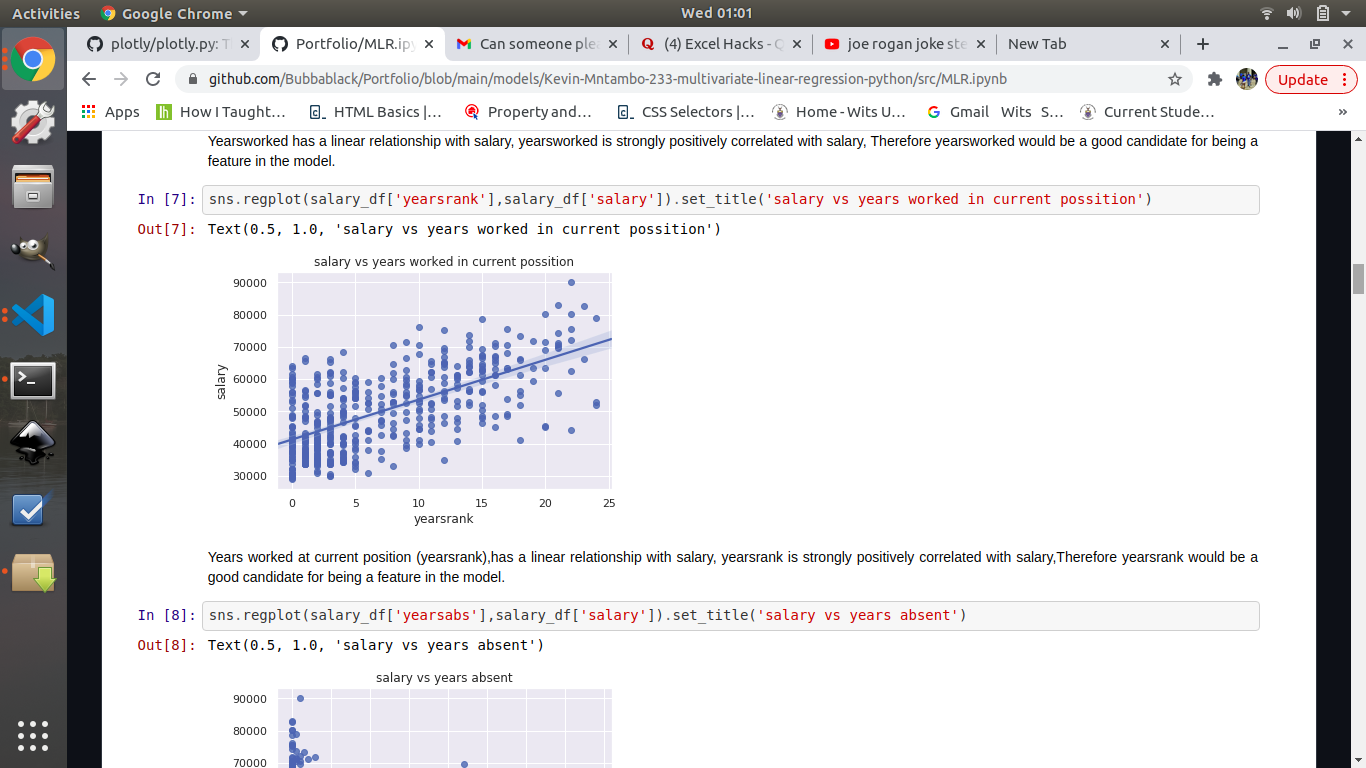 Activities
Google Chrome
Wed 01:01
plotly/plotly.py: T
Portfolio/MLR.ipy
Can someone ple
(4) Excel Hacks - Q
joe rogan joke ste
New Tab
github.com/Bubbablack/Portfolio/blob/main/models/Kevin-Mntambo-233-multivariate-linear-regression-python/src/MLR.ipynb
Update
Apps
How I Taught…
HTML Basics |…
Property and…
CSS Selectors |…
Home - Wits U…
Gmail
Wits S…
Current Stude…
»
Yearsworked has a linear relationship with salary, yearsworked is strongly positively correlated with salary, Therefore yearsworked would be a good candidate for being a
feature in the model.
In [7]: sns.regplot(salary_df['yearsrank'],salary_df['salary']).set_title('salary vs years worked in current possition')
Out[7]: Text(0.5, 1.0, 'salary vs years worked in current possition')
salary vs years worked in current possition
90000
80000
70000
60000
50000
40000
30000
salary
0 5 10 15 20 25
yearsrank
Years worked at current position (yearsrank),has a linear relationship with salary, yearsrank is strongly positively correlated with salary,Therefore yearsrank would be a
good candidate for being a feature in the model.
In [8]: sns.regplot(salary_df['yearsabs'],salary_df['salary']).set_title('salary vs years absent')
Out[8]: Text(0.5, 1.0, 'salary vs years absent')
salary vs years absent
90000
80000
70000